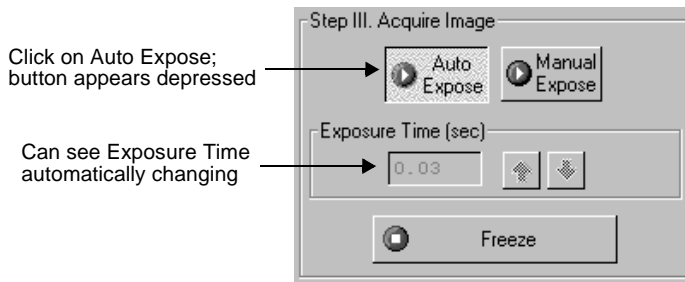 Step III. Acquire Image
Click on Auto Expose;
button appears depressed
Auto
Expose
Manual
Expose
Exposure Time (sec)
Can see Exposure Time
automatically changing
0.03
Freeze